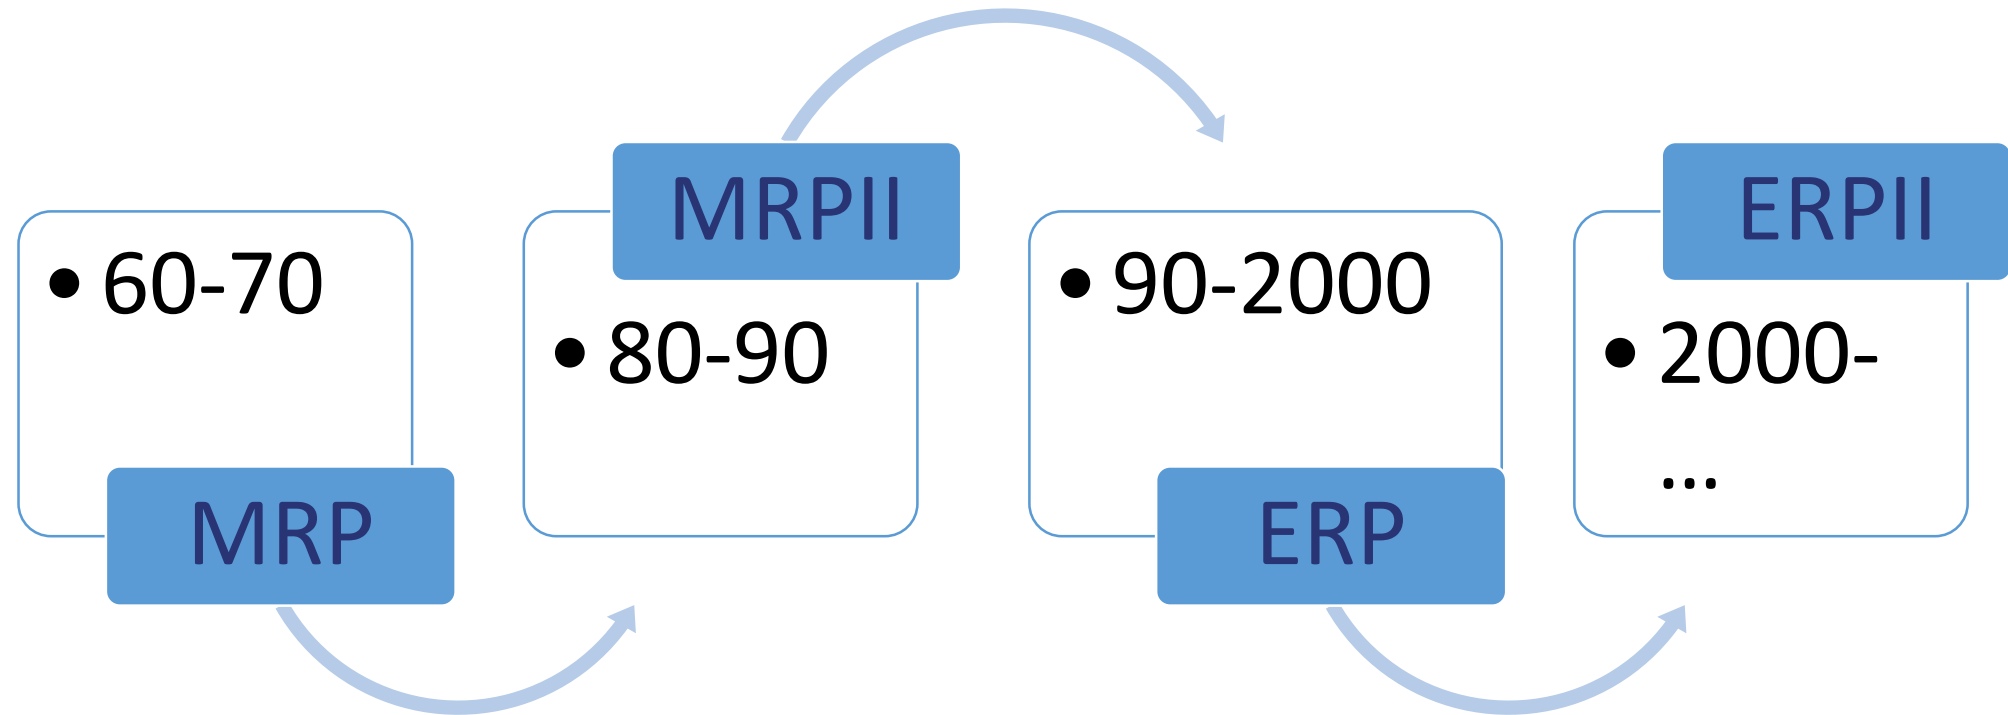 • 60-70
MRP
MRPII
• 80-90
• 90-2000
ERP
ERPII
• 2000-
...